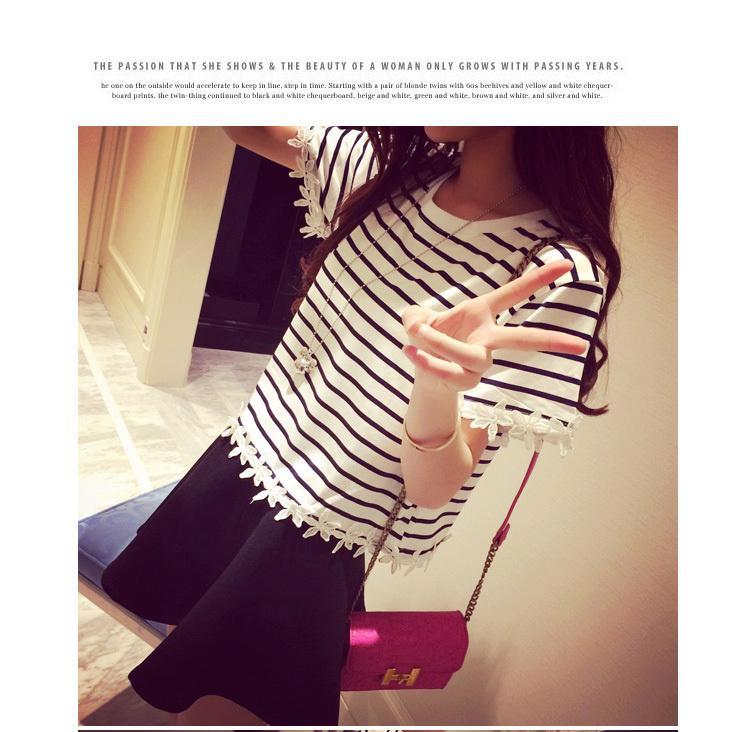 THE PASSION THAT SHE SHOWS & THE BEAUTY OF A WOMAN ONLY GROWS WITH PASSING YEARS.
he one on the outside would accelerate to keep in line, step in time. Starting with a pair of blonde twins with 60s beehives and yellow and white chequer-
board prints, the twin-thing continued to black and white chequerboard, beige and white, green and white, brown and white, and silver and white.